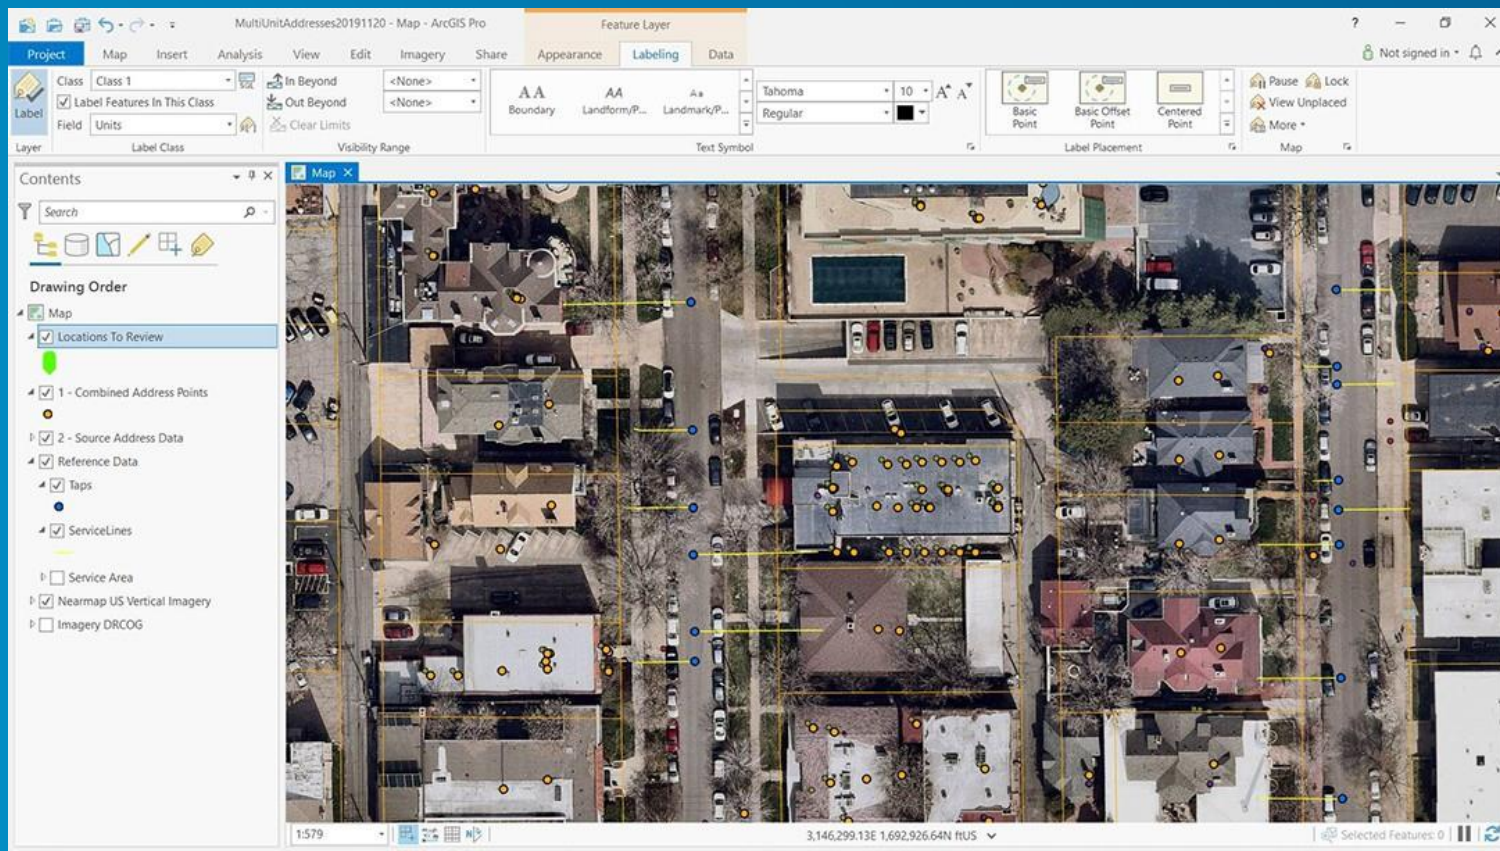 MultiUnitAddresses20191120 - Map - ArcGIS Pro
Feature Layer
?
Project Map Insert Analysis View Edit Imagery Share Appearance Labeling Data
Not signed in
Class Class 1
Label Features In This Class
Field Units
Label
In Beyond <None>
Out Beyond <None>
Clear Limits
AA Boundary
AA Landform/P...
Aa Landmark/P...
Tahoma 10 A A
Regular
Basic Point
Basic Offset Point
Centered Point
Pause Lock
View Unplaced
More
Layer Label Class Visibility Range Text Symbol Label Placement Map
Contents
Search
Drawing Order
Map
Locations To Review
1 - Combined Address Points
2 - Source Address Data
Reference Data
Taps
ServiceLines
Service Area
Nearmap US Vertical Imagery
Imagery DRCOG
Map
1:579
3,146,299.13E 1,692,926.64N ftUS
Selected Features: 0